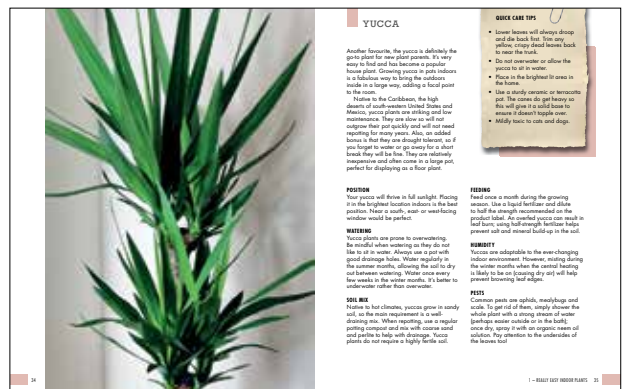 YUCCA
Another favourite, the yucca is definitely the
go-to plant for new plant parents. It's very
easy to find and has become a popular
house plant. Growing yucca in pots indoors
is a fabulous way to bring the outdoors
inside in a large way, adding a focal point
to the room.
Native to the Caribbean, the high
deserts of south-western United States and
Mexico, yucca plants are striking and low
maintenance. They are slow so will not
outgrow their pot quickly and will not need
repotting for many years. Also, an added
bonus is that they are drought tolerant, so if
you forget to water or go away for a short
break they will be fine. They are relatively
inexpensive and often come in a large pot,
perfect for displaying as a floor plant.
QUICK CARE TIPS
• Lower leaves will always droop
and die back first. Trim any
yellow, crispy dead leaves back
to near the trunk.
• Do not overwater or allow the
yucca to sit in water.
• Place in the brightest lit area in
the home.
• Use a sturdy ceramic or terracotta
pot. The canes do get heavy so
this will give it a solid base to
ensure it doesn't topple over.
• Mildly toxic to cats and dogs.
POSITION
Your yucca will thrive in full sunlight. Placing
it in the brightest location indoors is the best
position. Near a south-, east- or west-facing
window would be perfect.
WATERING
Yucca plants are prone to overwatering.
Be mindful when watering as they do not
like to sit in water. Always use a pot with
good drainage holes. Water regularly in
the summer months, allowing the soil to dry
out between watering. Water once every
few weeks in the winter months. It's better to
underwater rather than overwater.
SOIL MIX
Native to hot climates, yuccas grow in sandy
soil, so the main requirement is a well-
draining mix. When repotting, use a regular
potting compost and mix with coarse sand
and perlite to help with drainage. Yucca
plants do not require a highly fertile soil.
FEEDING
Feed once a month during the growing
season. Use a liquid fertilizer and dilute
to half the strength recommended on the
product label. An overfed yucca can result in
leaf burn; using half-strength fertilizer helps
prevent salt and mineral build-up in the soil.
HUMIDITY
Yuccas are adaptable to the ever-changing
indoor environment. However, misting during
the winter months when the central heating
is likely to be on (causing dry air) will help
prevent browning leaf edges.
PESTS
Common pests are aphids, mealybugs and
scale. To get rid of them, simply shower the
whole plant with a strong stream of water
(perhaps easier outside or in the bath);
once dry, spray it with an organic neem oil
solution. Pay attention to the undersides of
the leaves too!
34
1 – REALLY EASY INDOOR PLANTS 35